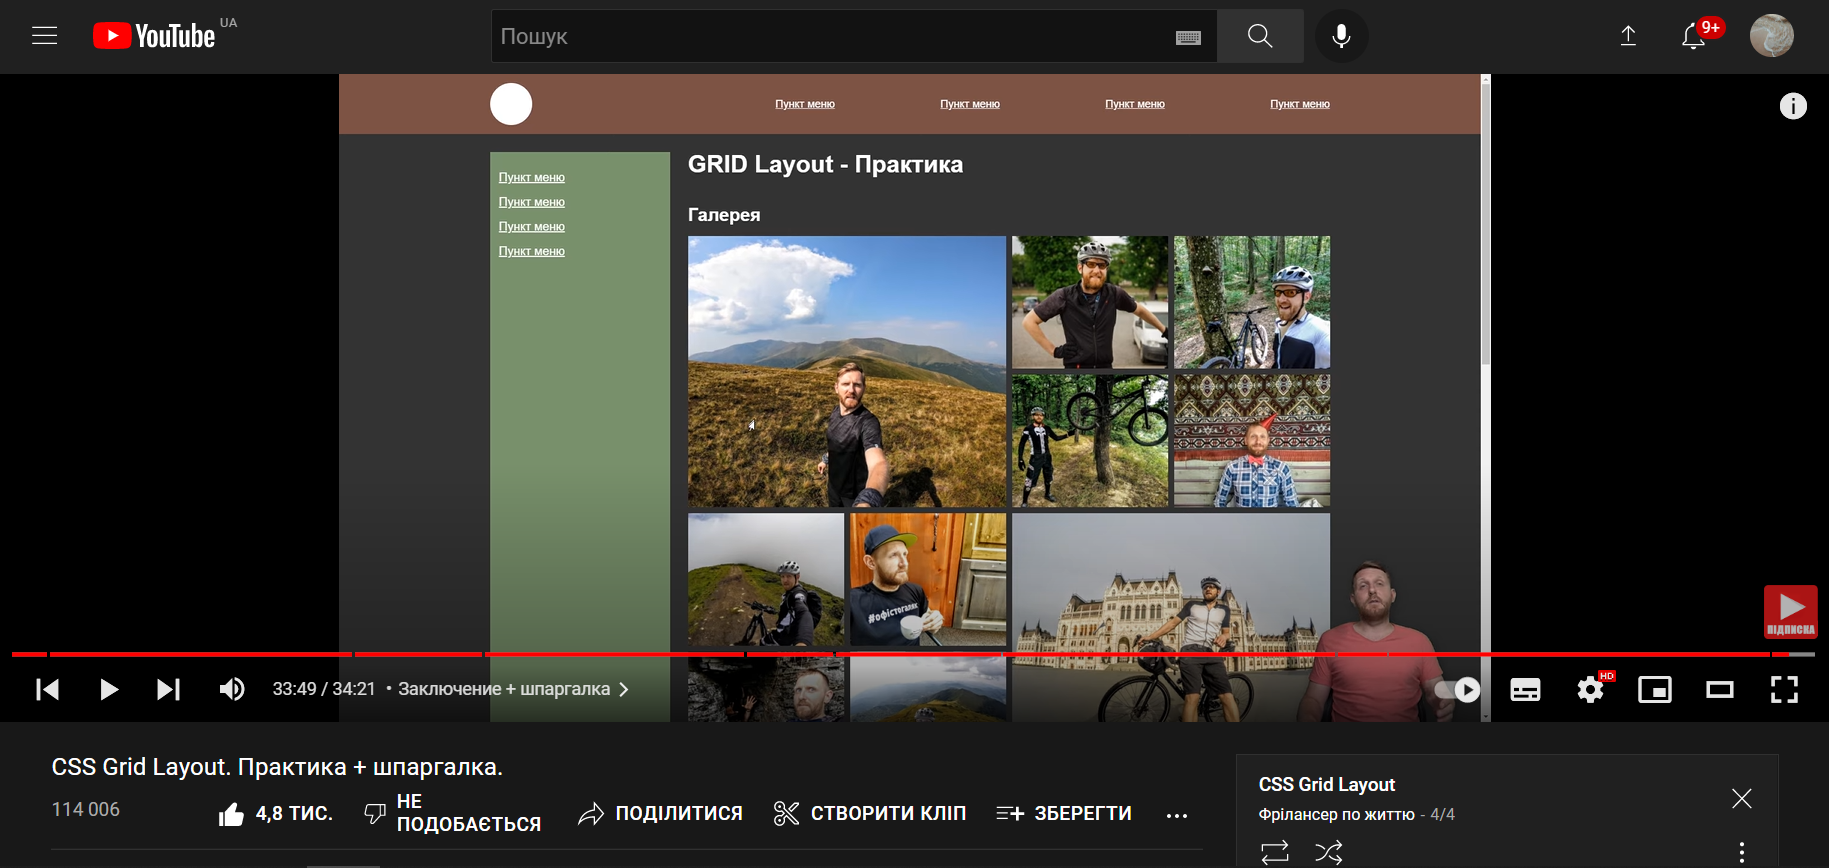 YouTube UA
Пошук
9+
Пункт меню Пункт меню Пункт меню Пункт меню
GRID Layout - Практика
Пункт меню
Пункт меню
Пункт меню
Пункт меню
Галерея
#офістогаляк
ПІДПИСКА
33:49 / 34:21 • Заключение + шпаргалка
HD
CSS Grid Layout. Практика + шпаргалка.
114 006
4,8 ТИС.
НЕ
ПОДОБАЄТЬСЯ
ПОДІЛИТИСЯ
СТВОРИТИ КЛІП
ЗБЕРЕГТИ
CSS Grid Layout
Фрілансер по життю - 4/4